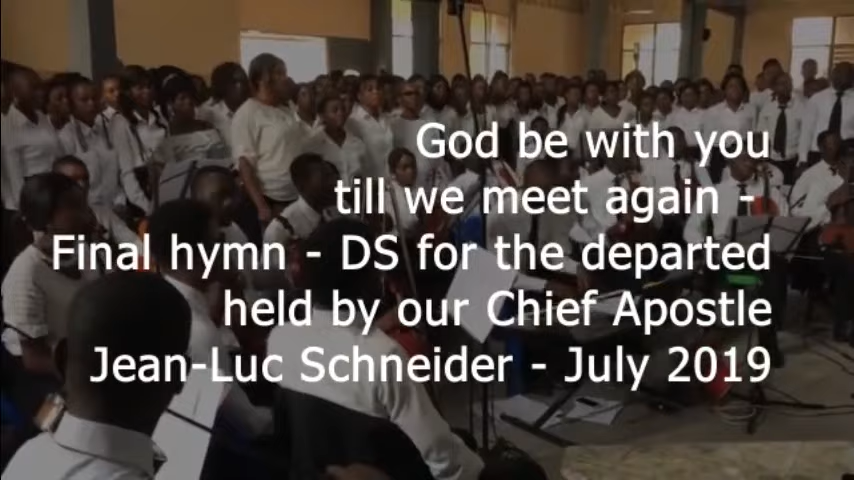 God be with you
till we meet again -
Final hymn - DS for the departed
held by our Chief Apostle
Jean-Luc Schneider - July 2019